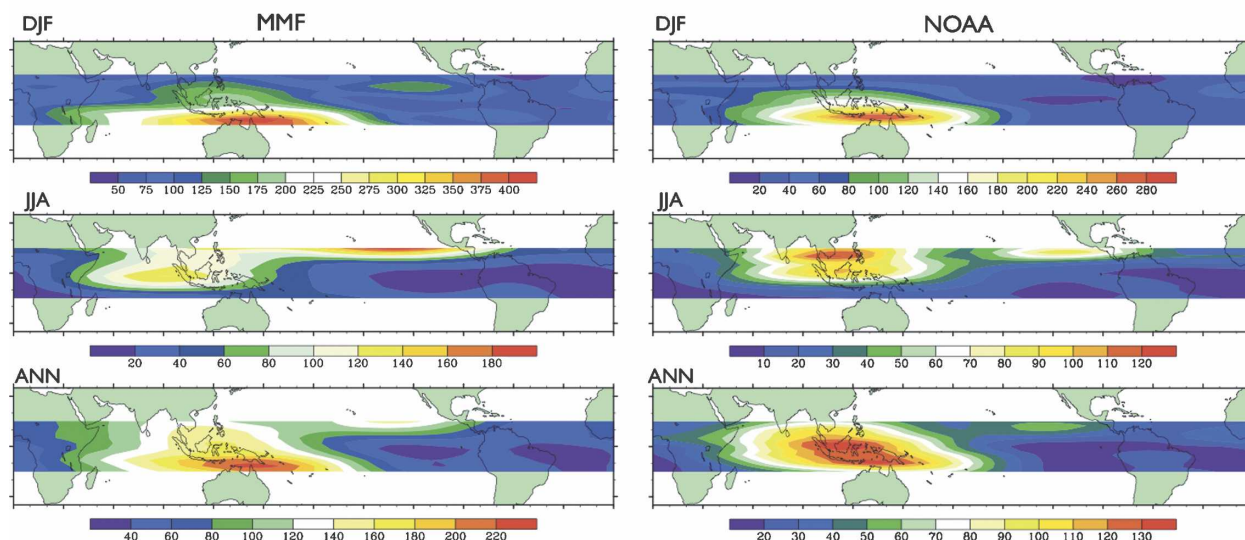 DJF MMF DJF NOAA
50 75 100 125 150 175 200 225 250 275 300 325 350 375 400 20 40 60 80 100 120 140 160 180 200 220 240 260 280
JJA JJA
20 40 60 80 100 120 140 160 180 10 20 30 40 50 60 70 80 90 100 110 120
ANN ANN
40 60 80 100 120 140 160 180 200 220 20 30 40 50 60 70 80 90 100 110 120 130